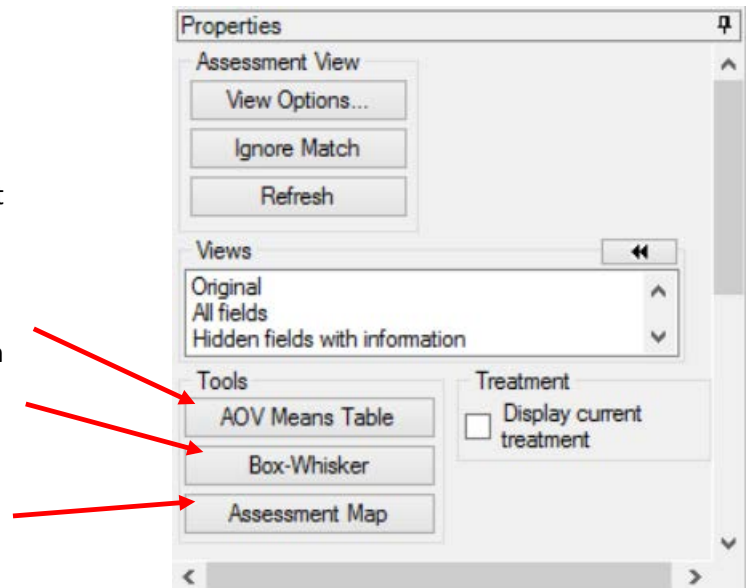 Properties
Assessment View
View Options...
Ignore Match
Refresh
t
Views
Original
All fields
Hidden fields with information
n
Tools
Treatment
AOV Means Table
Display current
treatment
Box-Whisker
Assessment Map